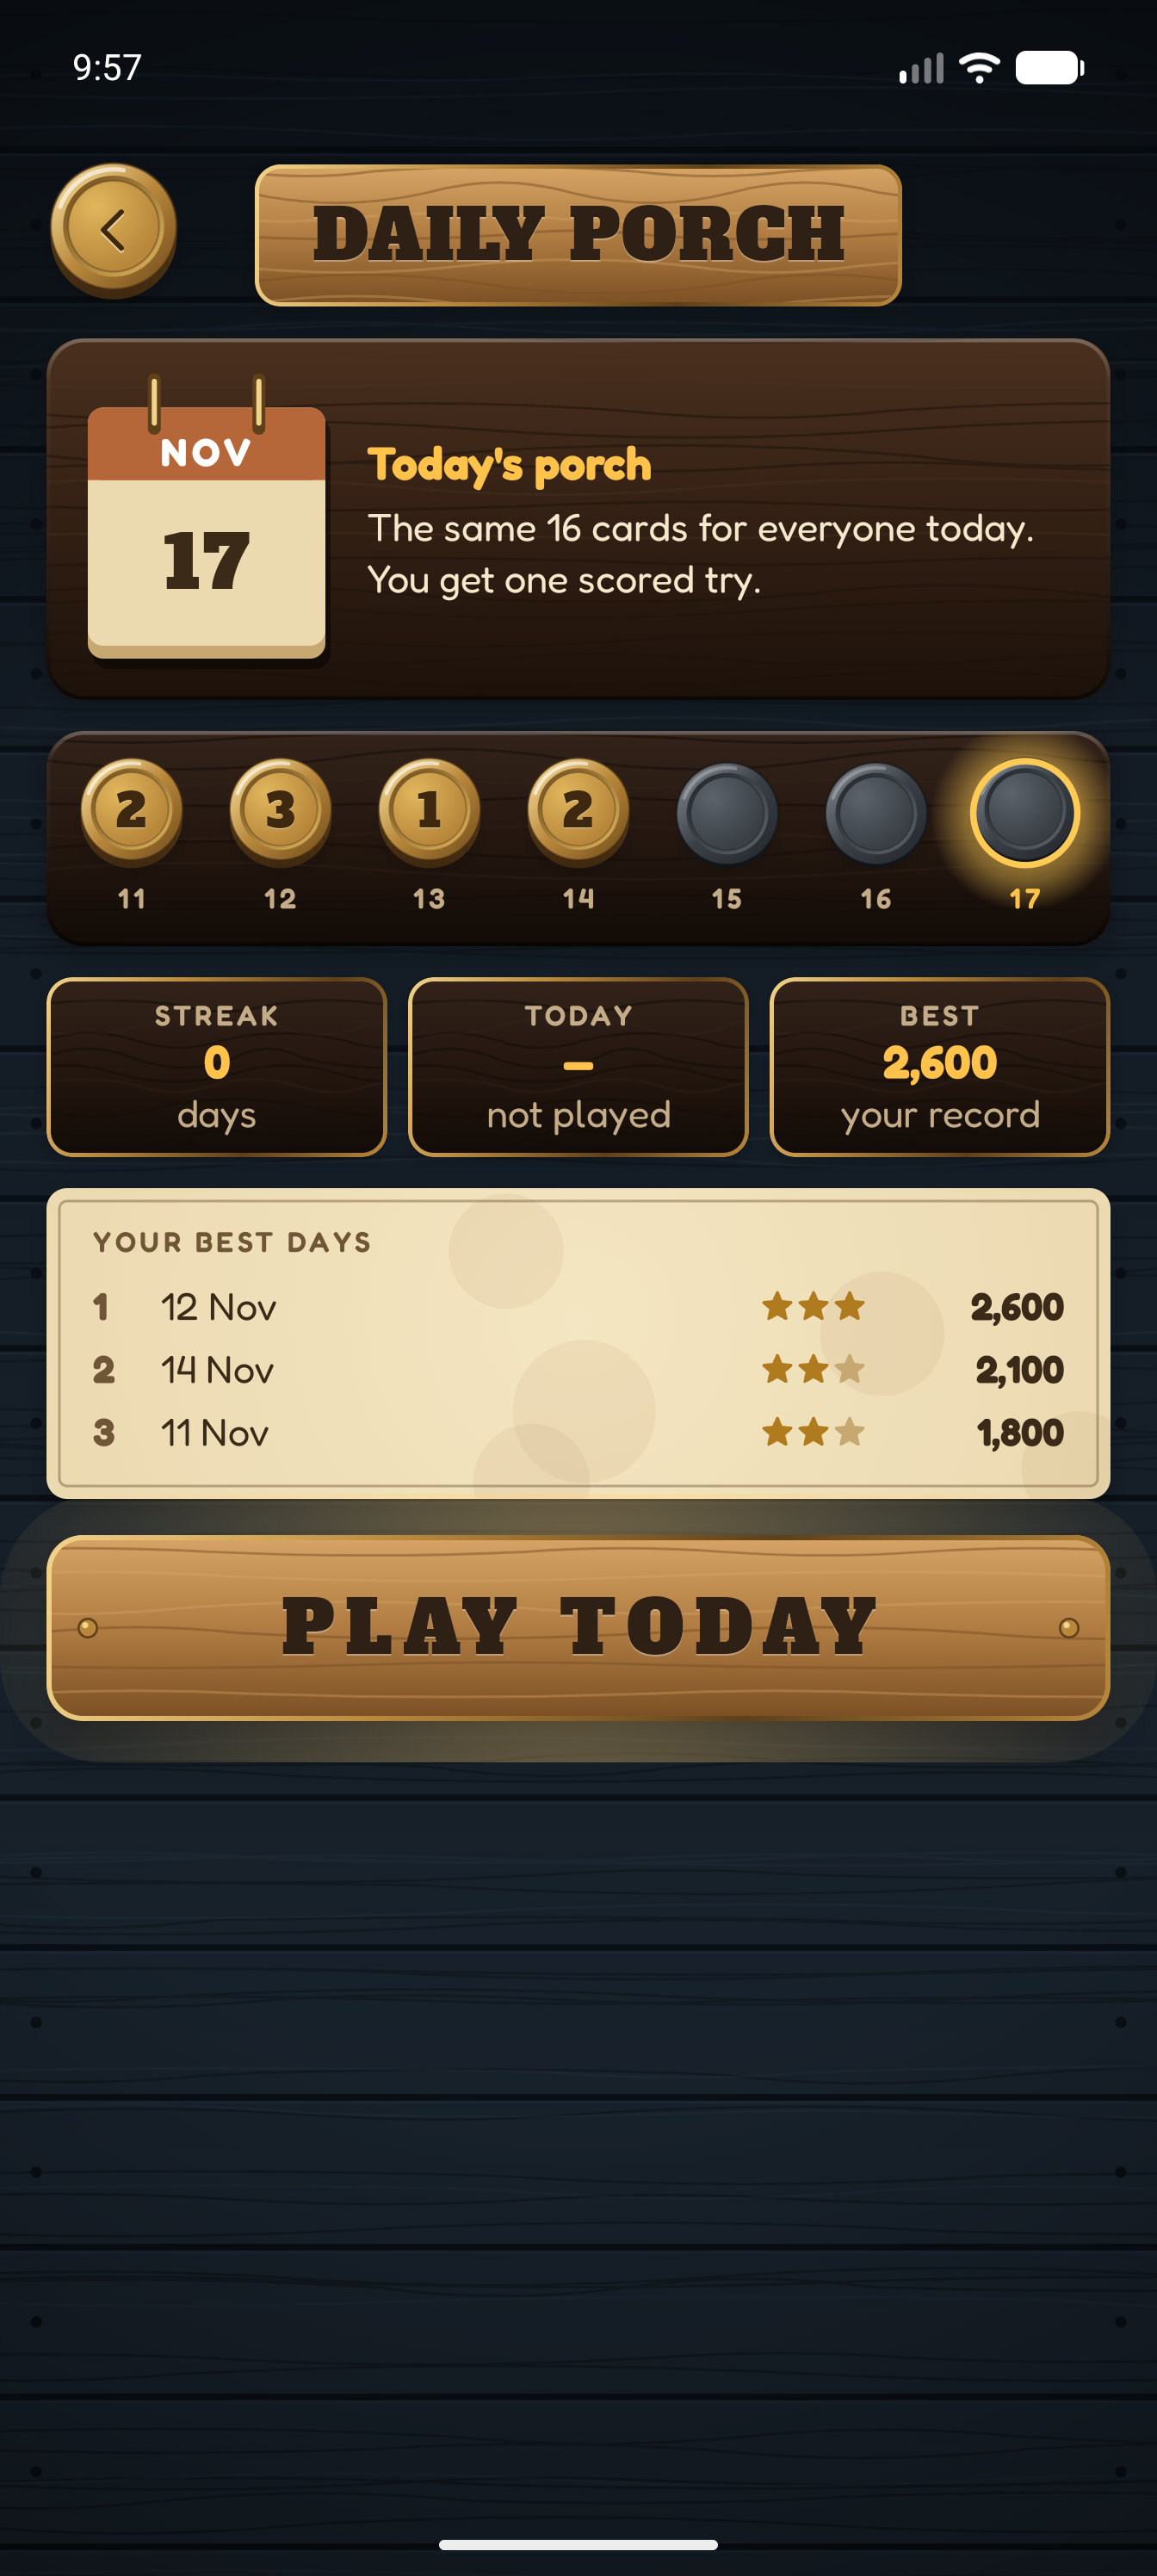 9:57
DAILY PORCH
NOV
17
Today's porch
The same 16 cards for everyone today.
You get one scored try.
2 3 1 2
11 12 13 14 15 16 17
STREAK
0
days
TODAY
–
not played
BEST
2,600
your record
YOUR BEST DAYS
1 12 Nov 2,600
2 14 Nov 2,100
3 11 Nov 1,800
PLAY TODAY